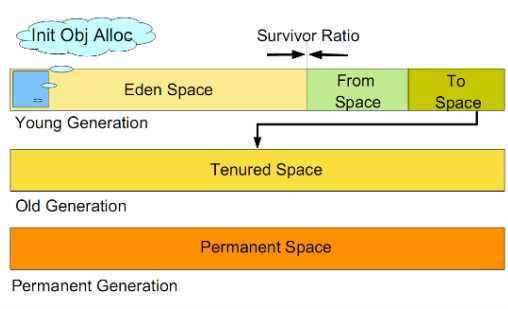 Init Obj Alloc
Survivor Ratio
Eden Space
From
Space
To
Space
Young Generation
Tenured Space
Old Generation
Permanent Space
Permanent Generation